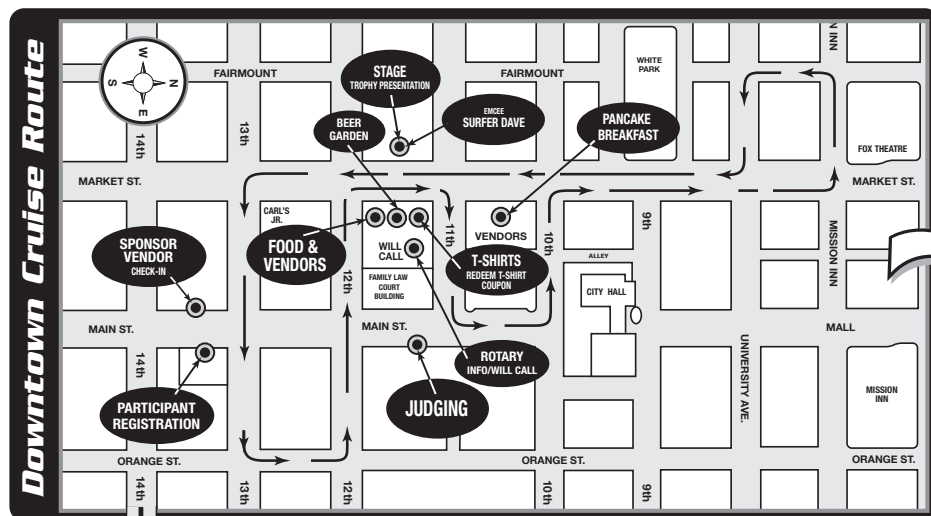 Downtown Cruise Route
W
N
S
E
FAIRMOUNT
FAIRMOUNT
WHITE
PARK
N INN
STAGE
TROPHY PRESENTATION
EMCEE
SURFER DAVE
BEER
GARDEN
PANCAKE
BREAKFAST
14th
13th
FOX THEATRE
MARKET ST.
MARKET ST.
MARKET ST.
CARL'S
JR.
SPONSOR
VENDOR
CHECK-IN
FOOD &
VENDORS
WILL
CALL
FAMILY LAW
COURT
BUILDING
12th
11th
VENDORS
10th
9th
T-SHIRTS
REDEEM T-SHIRT
COUPON
ALLEY
CITY HALL
MISSION INN
MAIN ST.
MAIN ST.
MALL
14th
ROTARY
INFO/WILL CALL
UNIVERSITY AVE.
PARTICIPANT
REGISTRATION
JUDGING
MISSION
INN
ORANGE ST.
ORANGE ST.
ORANGE ST.
14th
13th
12th
10th
9th